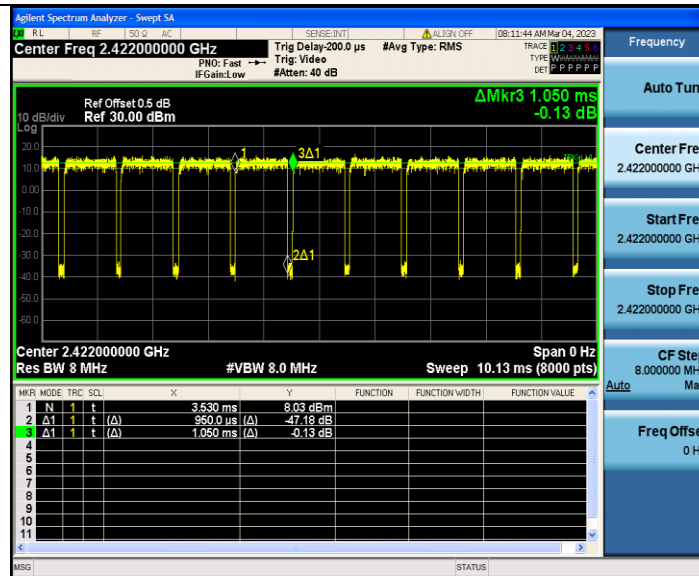 Agilent Spectrum Analyzer - Swept SA
RL RF 50 Ω AC SENSE:INT ALIGN OFF 08:11:44 AM Mar 04, 2023
Center Freq 2.422000000 GHz
PNO: Fast
IFGain:Low
Trig Delay-200.0 µs
Trig: Video
#Atten: 40 dB
#Avg Type: RMS
TRACE 1 2 3 4 5 6
TYPE W
DET P P P P P P
Frequency
ΔMkr3 1.050 ms
-0.13 dB
Ref Offset 0.5 dB
10 dB/div Ref 30.00 dBm
Log
20.0
10.0
0.00
-10.0
-20.0
-30.0
-40.0
-50.0
-60.0
1
3Δ1
2Δ1
Center 2.422000000 GHz Span 0 Hz
Res BW 8 MHz #VBW 8.0 MHz Sweep 10.13 ms (8000 pts)
MKR MODE TRC SCL X Y FUNCTION FUNCTION WIDTH FUNCTION VALUE
1 N 1 t 3.530 ms 8.03 dBm
2 Δ1 1 t (Δ) 950.0 µs (Δ) -47.18 dB
3 Δ1 1 t (Δ) 1.050 ms (Δ) -0.13 dB
4
5
6
7
8
9
10
11
MSG STATUS
Auto Tun
Center Fre
2.422000000 GH
Start Fre
2.422000000 GH
Stop Fre
2.422000000 GH
CF Ste
8.000000 MH
Auto Ma
Freq Offse
0 H